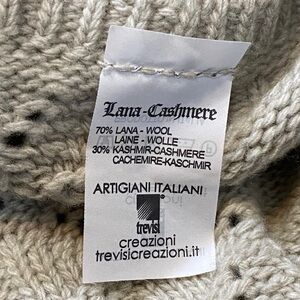 Lana-Cashmere
70% LANA - WOOL
LAINE - WOLLE
30% KASHMIR-CASHMERE
CACHEMIRE-KASCHMIR
ARTIGIANI ITALIANI
trevisi
creazioni
trevisicreazioni.it